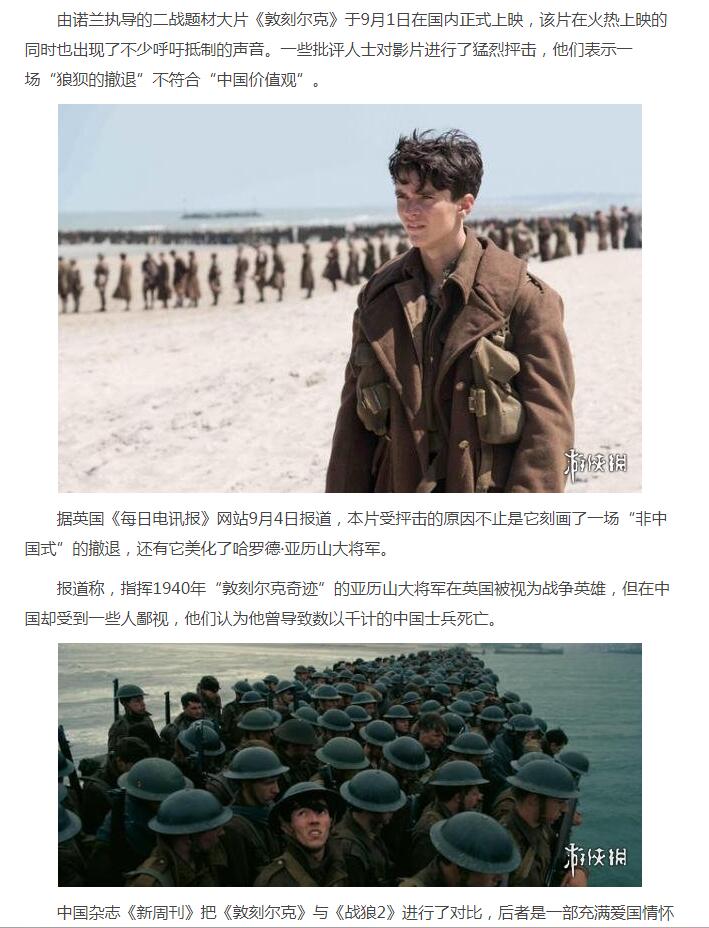 由诺兰执导的二战题材大片《敦刻尔克》于9月1日在国内正式上映，该片在火热上映的
同时也出现了不少呼吁抵制的声音。一些批评人士对影片进行了猛烈抨击，他们表示一
场“狼狈的撤退”不符合“中国价值观”。
游侠网
据英国《每日电讯报》网站9月4日报道，本片受抨击的原因不止是它刻画了一场“非中
国式”的撤退，还有它美化了哈罗德·亚历山大将军。
报道称，指挥1940年“敦刻尔克奇迹”的亚历山大将军在英国被视为战争英雄，但在中
国却受到一些人鄙视，他们认为他曾导致数以千计的中国士兵死亡。
游侠网
中国杂志《新周刊》把《敦刻尔克》与《战狼2》进行了对比，后者是一部充满爱国情怀